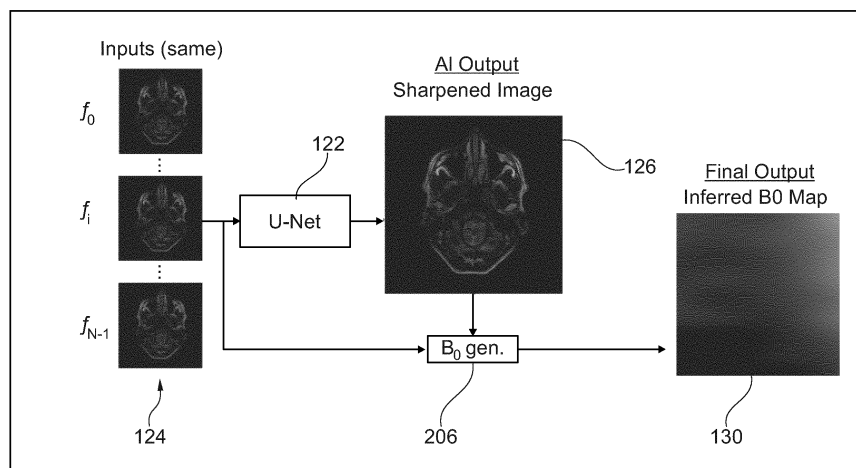 Inputs (same)
f0
fi
fN-1
124
122
U-Net
AI Output
Sharpened Image
126
B0 gen.
206
Final Output
Inferred B0 Map
130